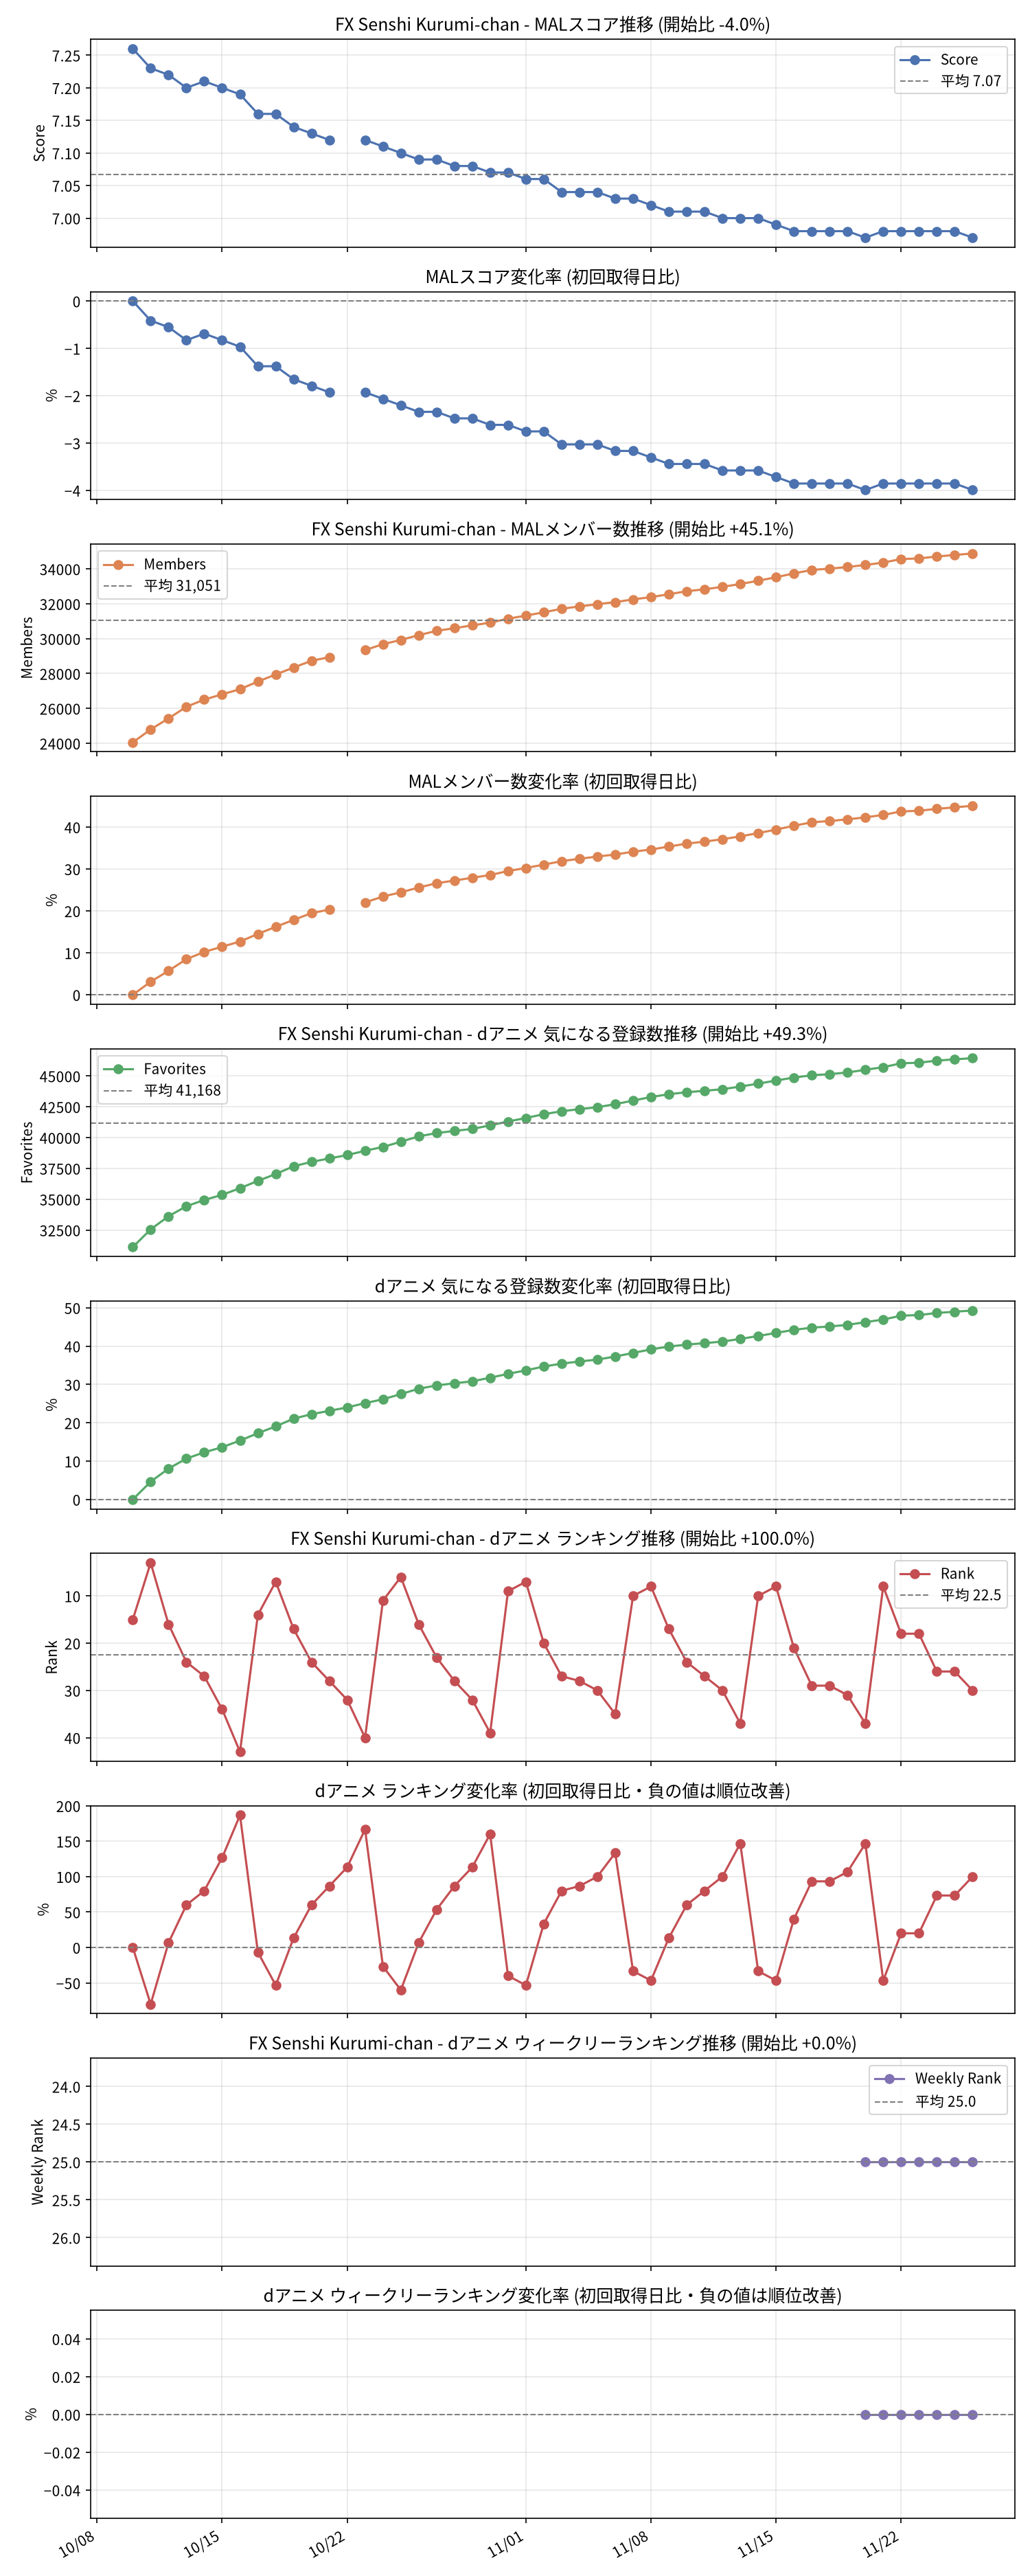 FX Senshi Kurumi-chan - MALスコア推移 (開始比 -4.0%)
7.25
7.20
7.15
7.10
7.05
7.00
Score
Score
平均 7.07
MALスコア変化率 (初回取得日比)
0
−1
−2
−3
−4
%
FX Senshi Kurumi-chan - MALメンバー数推移 (開始比 +45.1%)
34000
32000
30000
28000
26000
24000
Members
Members
平均 31,051
MALメンバー数変化率 (初回取得日比)
40
30
20
10
0
%
FX Senshi Kurumi-chan - dアニメ 気になる登録数推移 (開始比 +49.3%)
45000
42500
40000
37500
35000
32500
Favorites
Favorites
平均 41,168
dアニメ 気になる登録数変化率 (初回取得日比)
50
40
30
20
10
0
%
FX Senshi Kurumi-chan - dアニメ ランキング推移 (開始比 +100.0%)
10
20
30
40
Rank
Rank
平均 22.5
dアニメ ランキング変化率 (初回取得日比・負の値は順位改善)
200
150
100
50
0
−50
%
FX Senshi Kurumi-chan - dアニメ ウィークリーランキング推移 (開始比 +0.0%)
24.0
24.5
25.0
25.5
26.0
Weekly Rank
Weekly Rank
平均 25.0
dアニメ ウィークリーランキング変化率 (初回取得日比・負の値は順位改善)
0.04
0.02
0.00
−0.02
−0.04
%
10/08
10/15
10/22
11/01
11/08
11/15
11/22